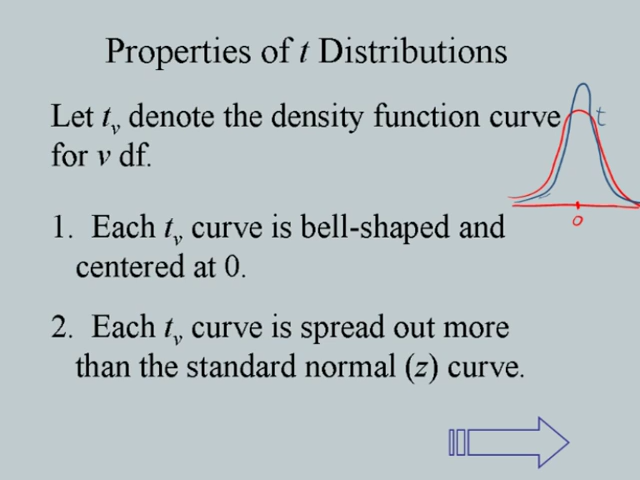 Properties of t Distributions
Let tᵥ denote the density function curve
for v df.
t
0
1. Each tᵥ curve is bell-shaped and
centered at 0.
2. Each tᵥ curve is spread out more
than the standard normal (z) curve.